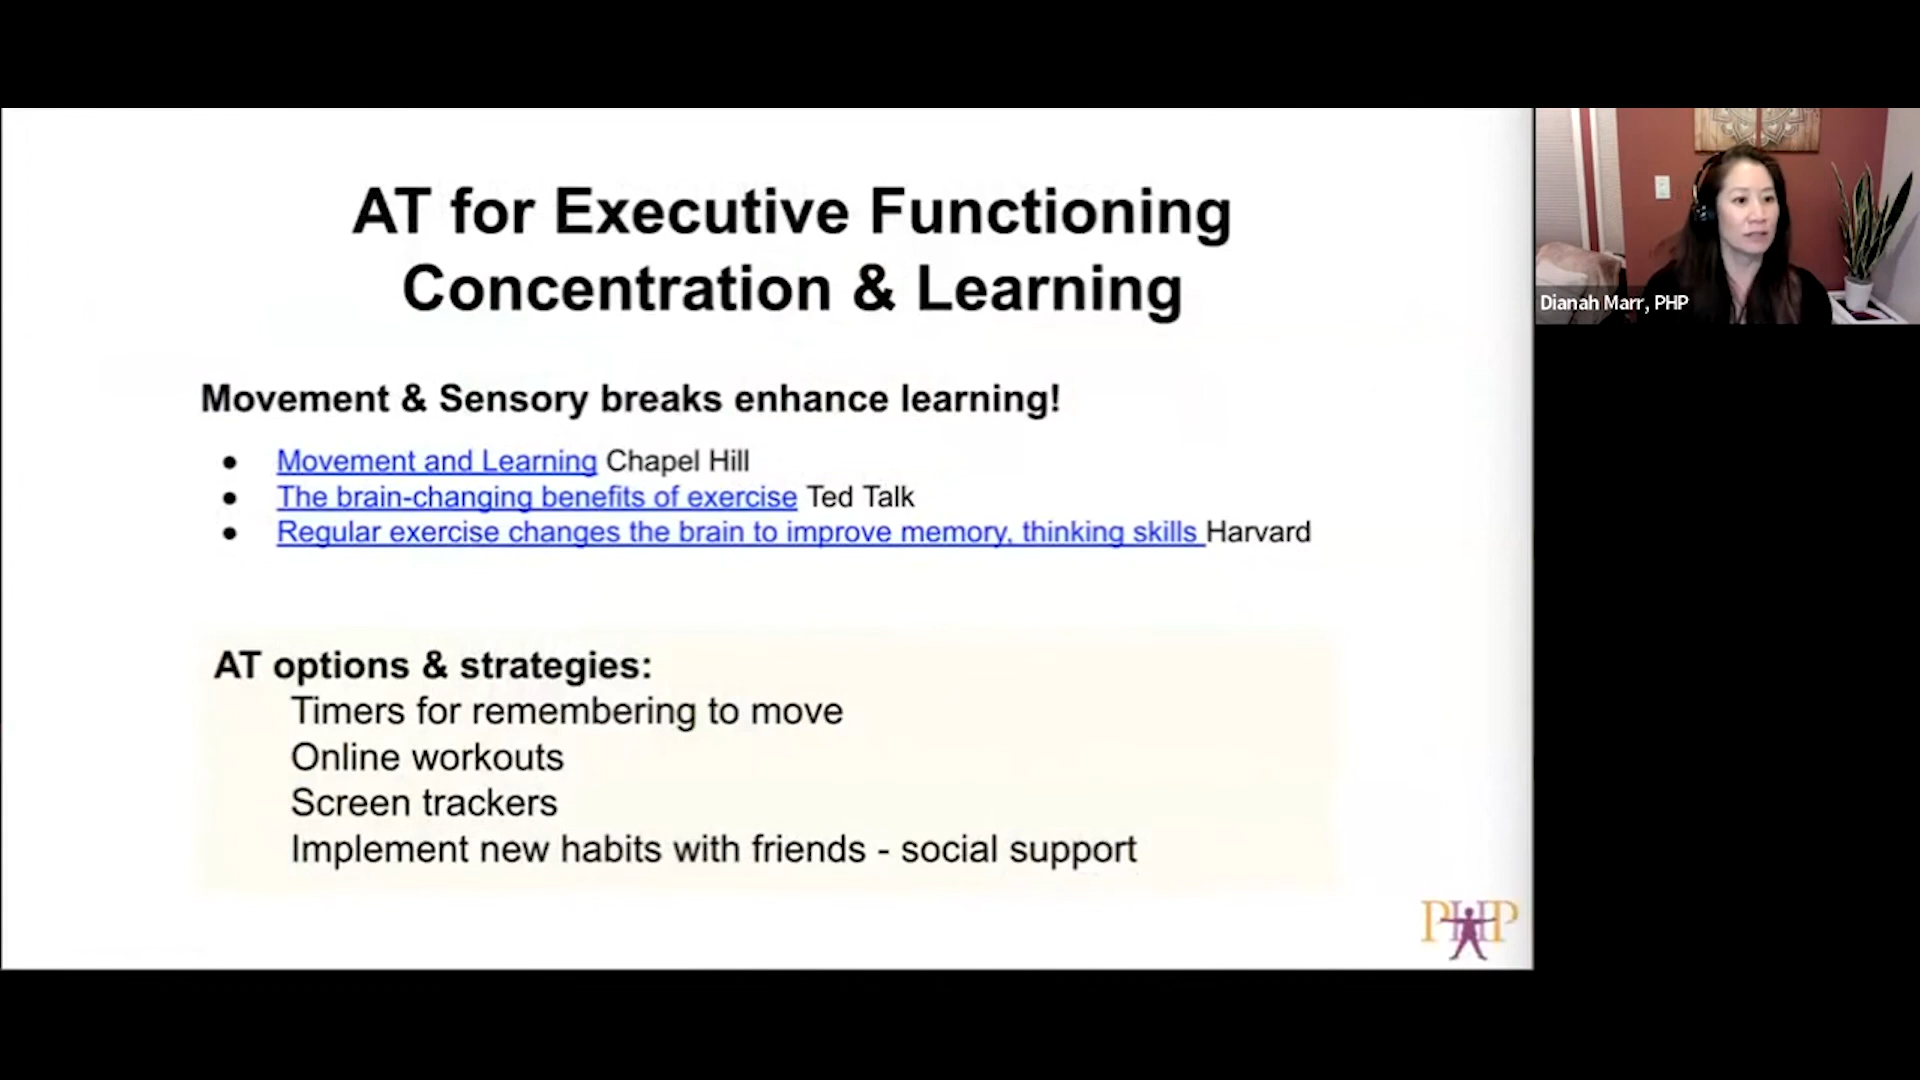 AT for Executive Functioning
Concentration & Learning
Movement & Sensory breaks enhance learning!
● Movement and Learning Chapel Hill
● The brain-changing benefits of exercise Ted Talk
● Regular exercise changes the brain to improve memory, thinking skills Harvard
AT options & strategies:
Timers for remembering to move
Online workouts
Screen trackers
Implement new habits with friends - social support
PHP
Dianah Marr, PHP